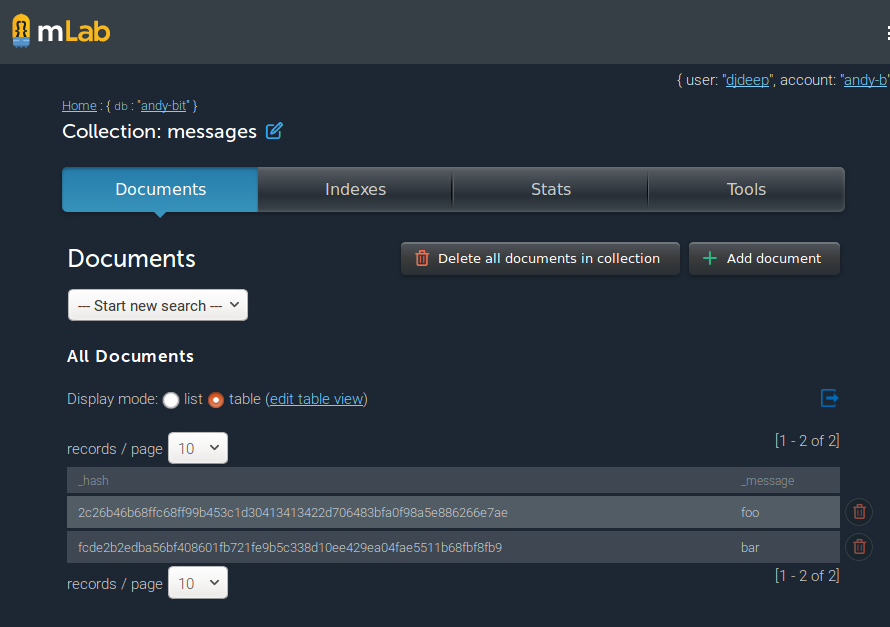 mLab
{ user: "djdeep", account: "andy-b"
Home : { db : "andy-bit" }
Collection: messages
Documents Indexes Stats Tools
Documents
Delete all documents in collection
Add document
--- Start new search ---
All Documents
Display mode: list table (edit table view)
records / page 10
[1 - 2 of 2]
_hash _message
2c26b46b68ffc68ff99b453c1d30413413422d706483bfa0f98a5e886266e7ae foo
fcde2b2edba56bf408601fb721fe9b5c338d10ee429ea04fae5511b68fbf8fb9 bar
records / page 10
[1 - 2 of 2]